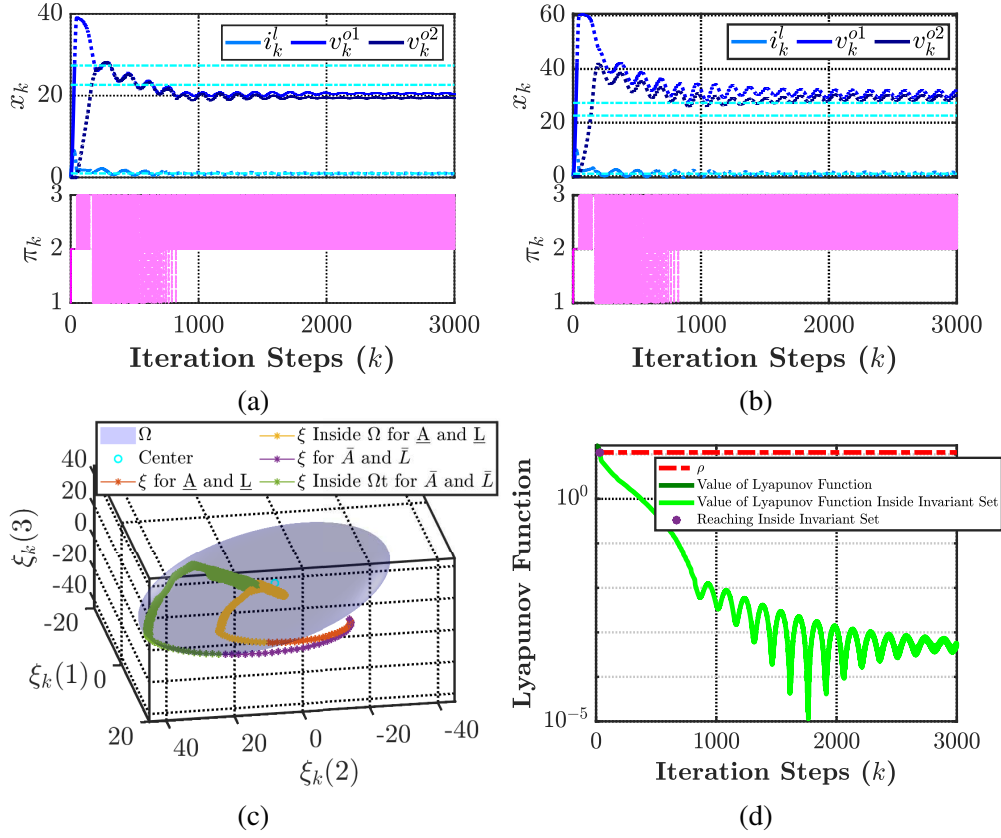 40
20
0
x_k
i_k^l v_k^{o1} v_k^{o2}
3
2
1
π_k
0 1000 2000 3000
Iteration Steps (k)
(a)
60
40
20
0
x_k
i_k^l v_k^{o1} v_k^{o2}
3
2
1
π_k
0 1000 2000 3000
Iteration Steps (k)
(b)
Ω
Center
ξ for A̲ and L̲
ξ Inside Ω for A̲ and L̲
ξ for Ā and L̄
ξ Inside Ωt for Ā and L̄
40
20
0
-20
-40
ξ_k(3)
-20
0
20
ξ_k(1)
40 20 0 -20 -40
ξ_k(2)
(c)
Lyapunov Function
10^0
10^{-5}
ρ
Value of Lyapunov Function
Value of Lyapunov Function Inside Invariant Set
Reaching Inside Invariant Set
0 1000 2000 3000
Iteration Steps (k)
(d)